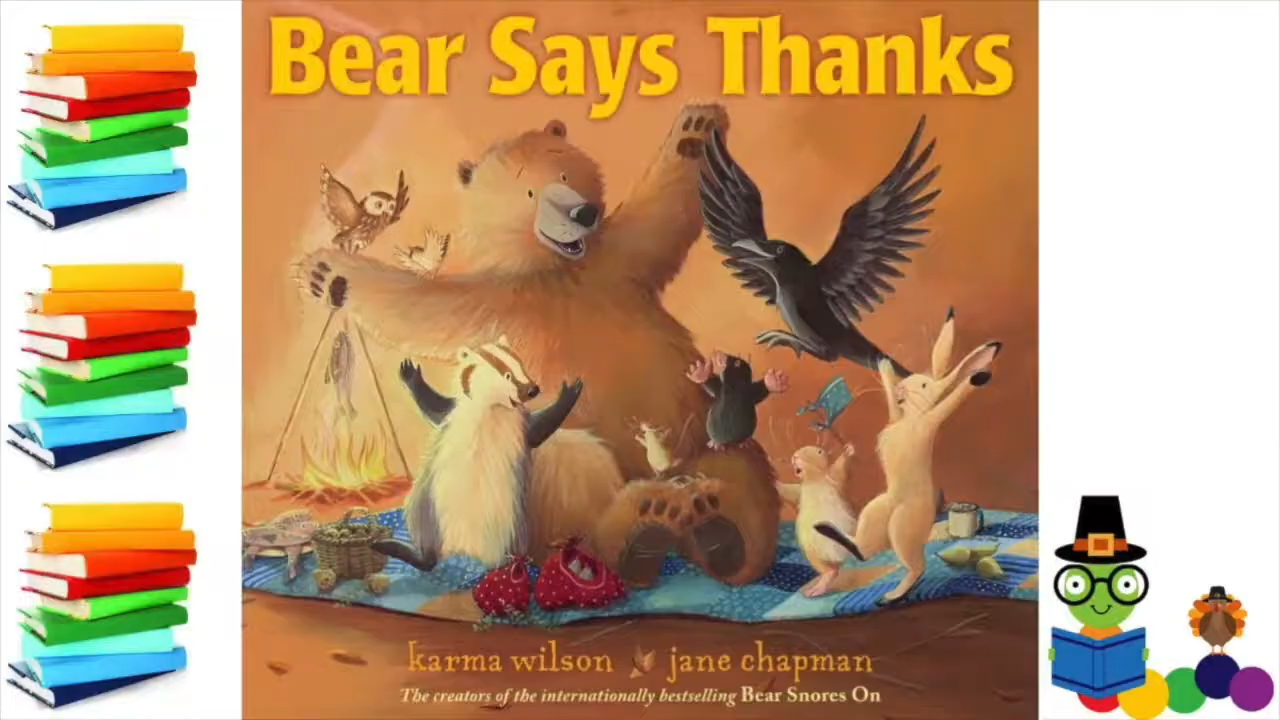 Bear Says Thanks
karma wilson jane chapman
The creators of the internationally bestselling Bear Snores On